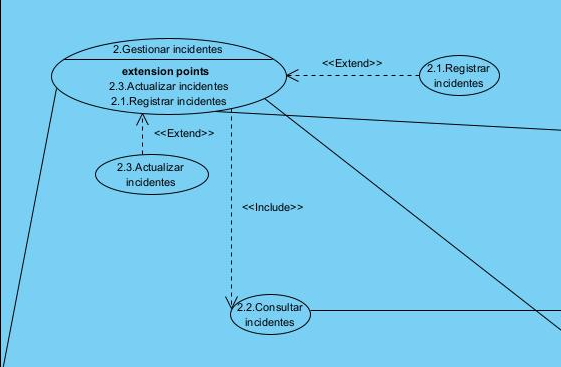 2.Gestionar incidentes
extension points
2.3.Actualizar incidentes
2.1.Registrar incidentes
<<Extend>>
2.1.Registrar
incidentes
<<Extend>>
2.3.Actualizar
incidentes
<<Include>>
2.2.Consultar
incidentes